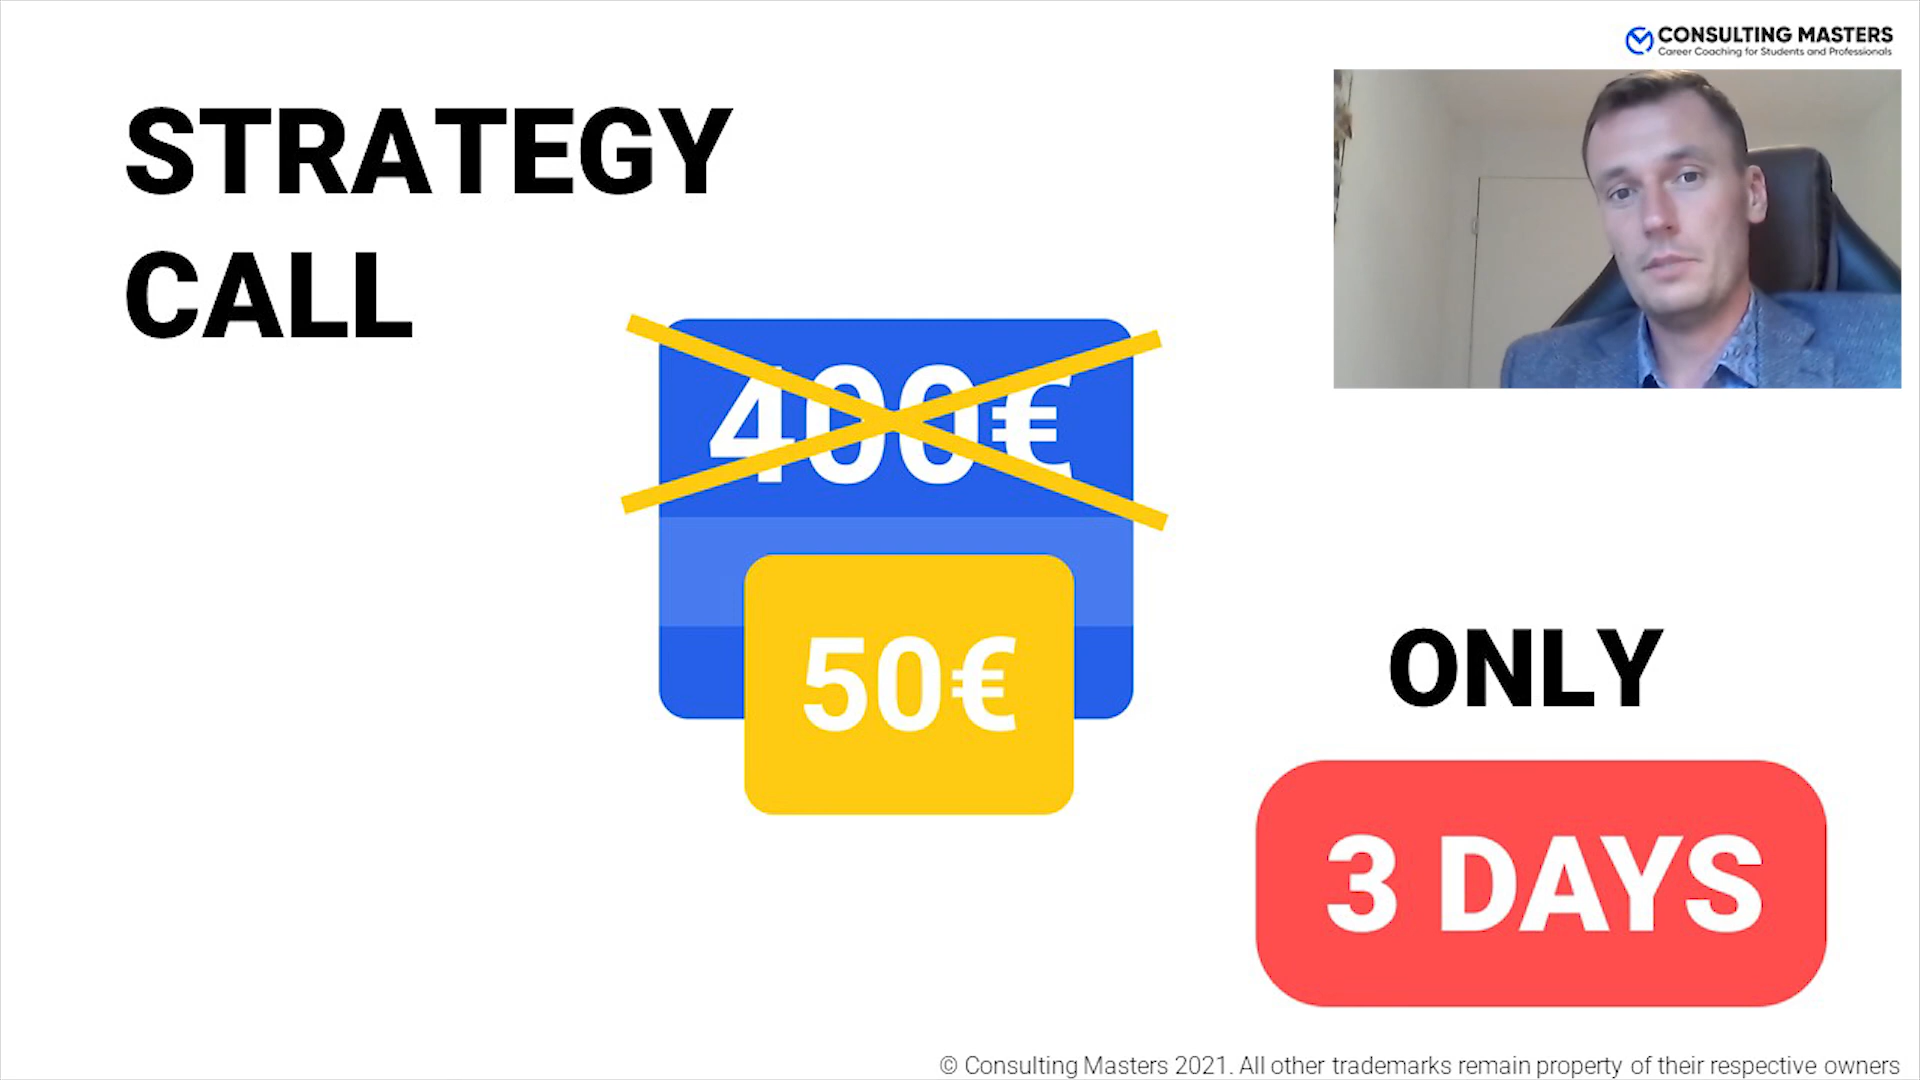 CONSULTING MASTERS
Career Coaching for Students and Professionals
STRATEGY
CALL
400€
50€
ONLY
3 DAYS
© Consulting Masters 2021. All other trademarks remain property of their respective owners